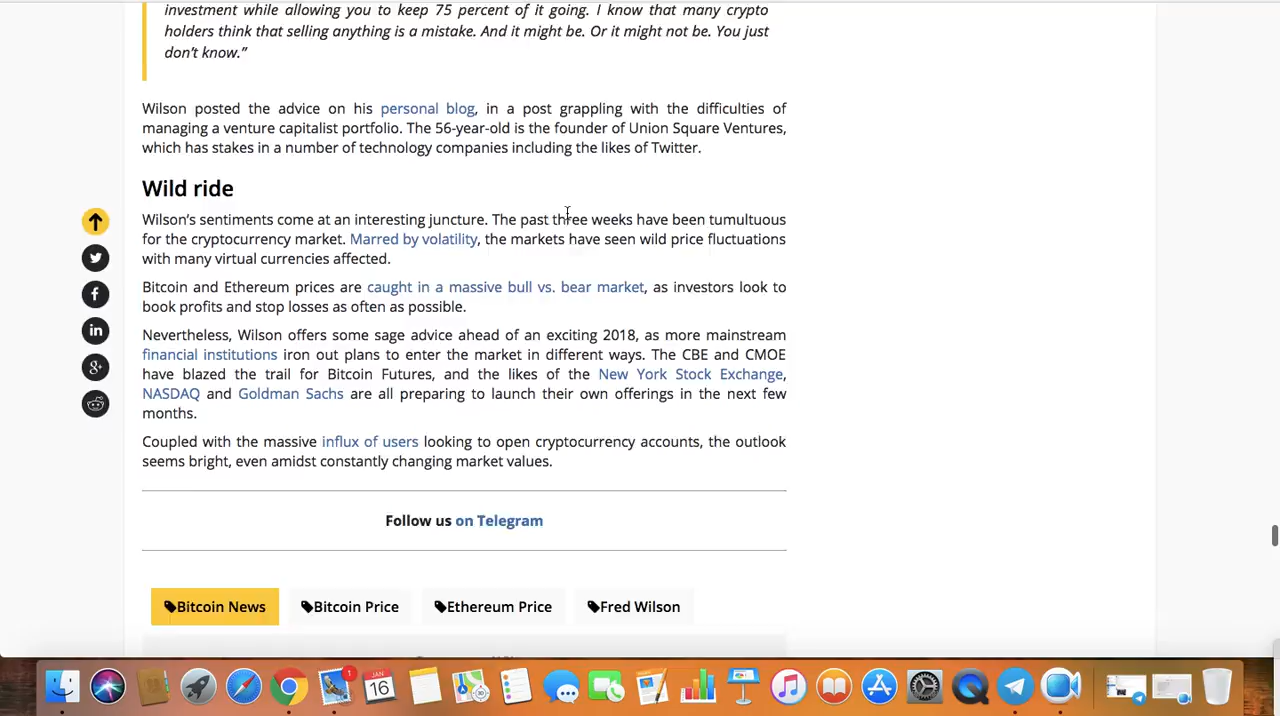 investment while allowing you to keep 75 percent of it going. I know that many crypto
holders think that selling anything is a mistake. And it might be. Or it might not be. You just
don't know."
Wilson posted the advice on his personal blog, in a post grappling with the difficulties of
managing a venture capitalist portfolio. The 56-year-old is the founder of Union Square Ventures,
which has stakes in a number of technology companies including the likes of Twitter.
Wild ride
Wilson's sentiments come at an interesting juncture. The past three weeks have been tumultuous
for the cryptocurrency market. Marred by volatility, the markets have seen wild price fluctuations
with many virtual currencies affected.
Bitcoin and Ethereum prices are caught in a massive bull vs. bear market, as investors look to
book profits and stop losses as often as possible.
Nevertheless, Wilson offers some sage advice ahead of an exciting 2018, as more mainstream
financial institutions iron out plans to enter the market in different ways. The CBE and CMOE
have blazed the trail for Bitcoin Futures, and the likes of the New York Stock Exchange,
NASDAQ and Goldman Sachs are all preparing to launch their own offerings in the next few
months.
Coupled with the massive influx of users looking to open cryptocurrency accounts, the outlook
seems bright, even amidst constantly changing market values.
Follow us on Telegram
Bitcoin News Bitcoin Price Ethereum Price Fred Wilson
1
JAN
16